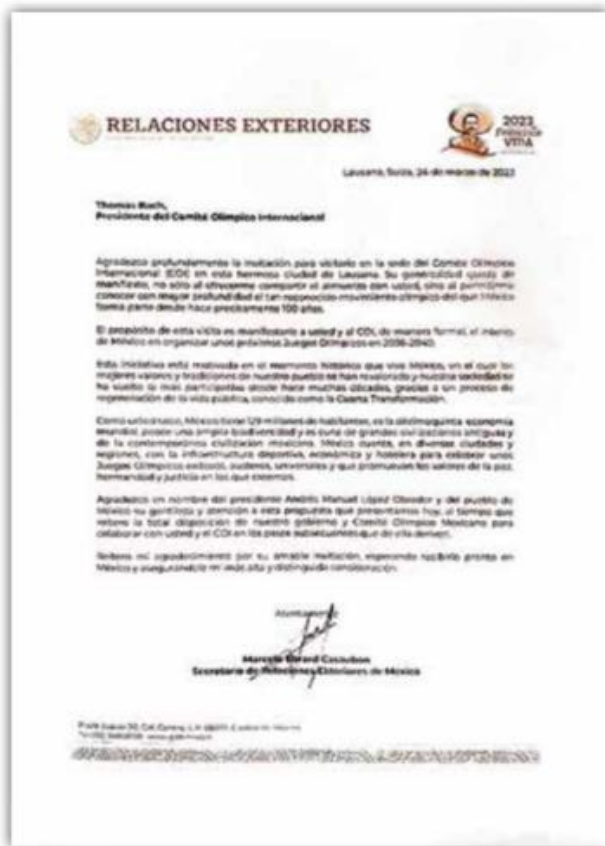 RELACIONES EXTERIORES
2023
Francisco
VILLA
Lausana, Suiza, 24 de marzo de 2023
Thomas Bach,
Presidente del Comité Olímpico Internacional
Agradezco profundamente la invitación para visitarlo en la sede del Comité Olímpico
Internacional (COI) en esta hermosa ciudad de Lausana. Su generosidad queda de
manifiesto, no sólo al ofrecerme compartir el alimento con usted, sino al permitirme
conocer con mayor profundidad el tan reconocido movimiento olímpico del que México
forma parte desde hace precisamente 100 años.
El propósito de esta visita es manifestarle a usted y al COI, de manera formal, el interés
de México en organizar unos próximos Juegos Olímpicos en 2036-2040.
Esta iniciativa está motivada en el momento histórico que vive México, en el cual los
mejores valores y tradiciones de nuestro pueblo se han revalorado y nuestra sociedad se
ha vuelto la más participativa desde hace muchas décadas, gracias a un proceso de
regeneración de la vida pública, conocido como la Cuarta Transformación.
Como usted sabe, México tiene 129 millones de habitantes, es la decimoquinta economía
mundial, posee una amplia biodiversidad y es cuna de grandes civilizaciones antiguas y
de la contemporánea civilización mexicana. México cuenta, en diversas ciudades y
regiones, con la infraestructura deportiva, económica y hotelera para celebrar unos
Juegos Olímpicos exitosos, austeros, universales y que promuevan los valores de la paz,
hermandad y justicia en los que creemos.
Agradezco en nombre del presidente Andrés Manuel López Obrador y del pueblo de
México su gentileza y atención a esta propuesta que presentamos hoy, al tiempo que
reitero la total disposición de nuestro gobierno y Comité Olímpico Mexicano para
colaborar con usted y el COI en los pasos subsecuentes que de ella deriven.
Reitero mi agradecimiento por su amable invitación, esperando recibirlo pronto en
México y asegurándole mi más alta y distinguida consideración.
Atentamente
Marcelo Ebrard Casaubon
Secretario de Relaciones Exteriores de México